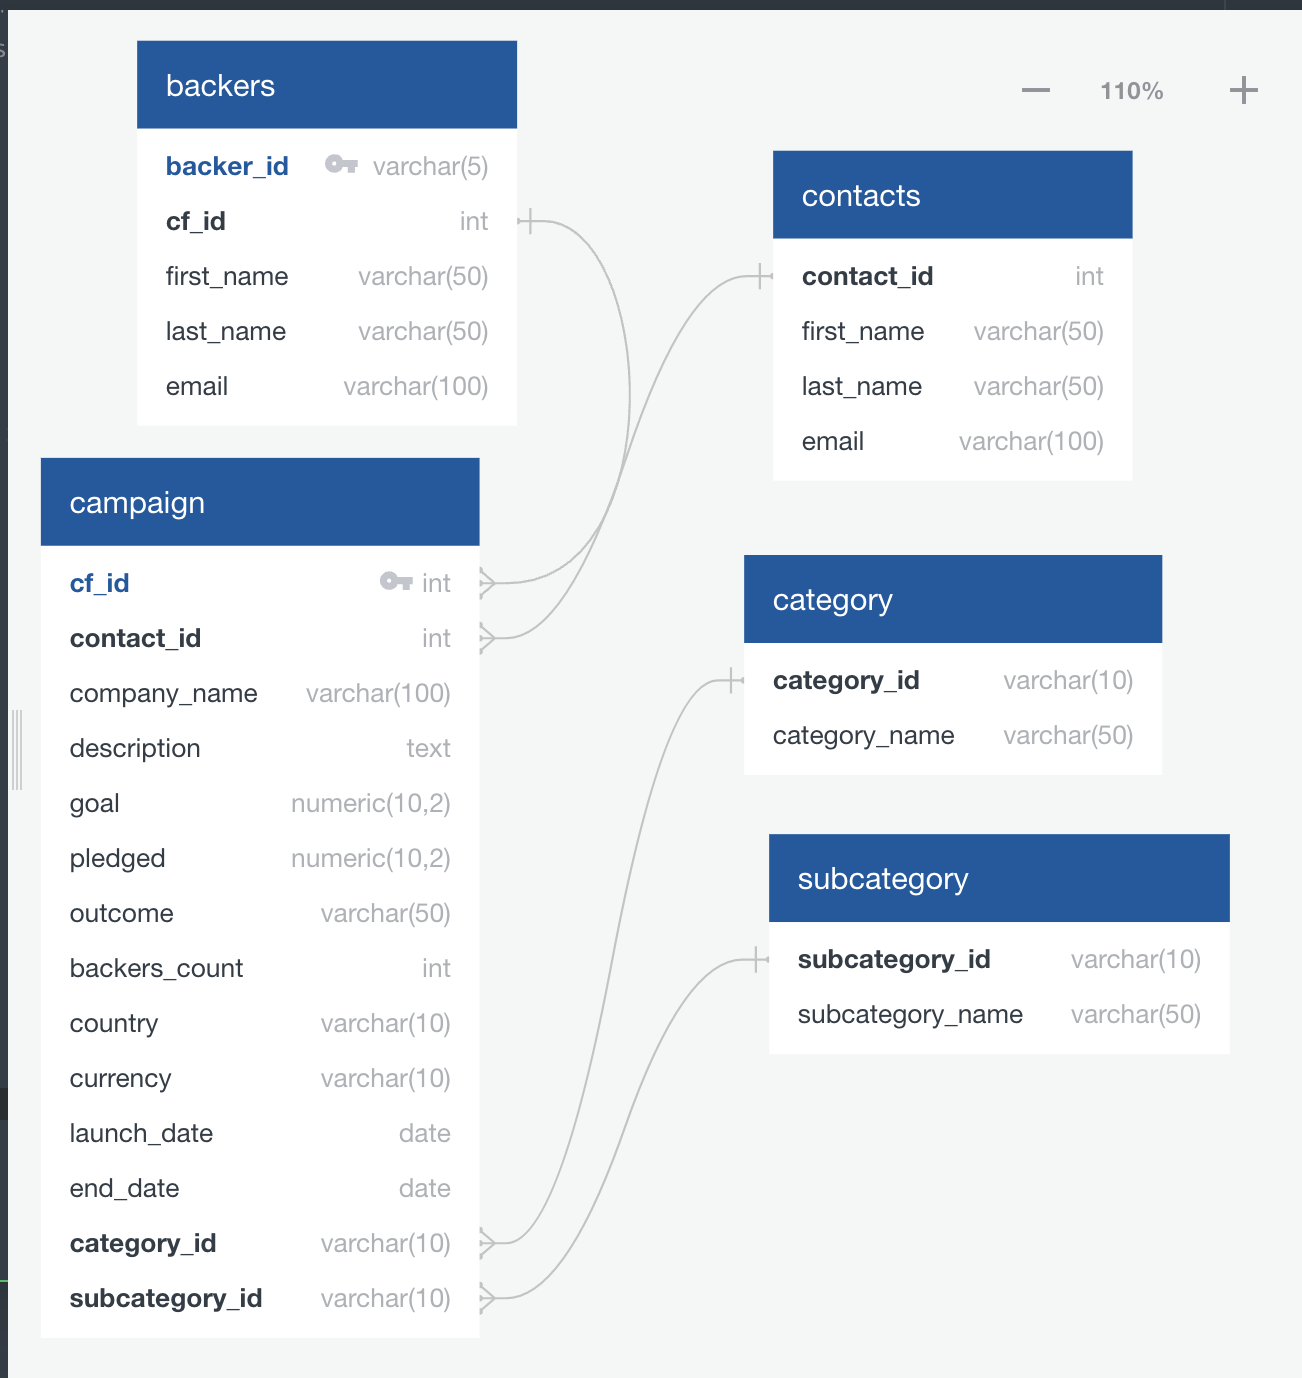 backers
backer_id varchar(5)
cf_id int
first_name varchar(50)
last_name varchar(50)
email varchar(100)
110%
contacts
contact_id int
first_name varchar(50)
last_name varchar(50)
email varchar(100)
campaign
cf_id int
contact_id int
company_name varchar(100)
description text
goal numeric(10,2)
pledged numeric(10,2)
outcome varchar(50)
backers_count int
country varchar(10)
currency varchar(10)
launch_date date
end_date date
category_id varchar(10)
subcategory_id varchar(10)
category
category_id varchar(10)
category_name varchar(50)
subcategory
subcategory_id varchar(10)
subcategory_name varchar(50)